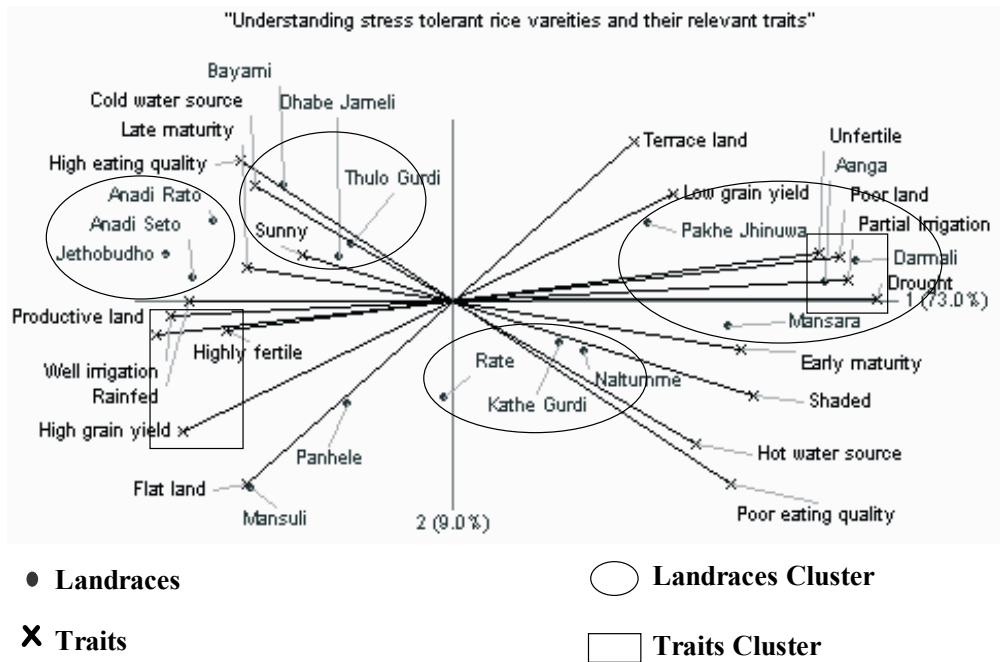 "Understanding stress tolerant rice vareities and their relevant traits"
Bayarni
Cold water source
Dhabe Jarneli
Late maturity
Terrace land
Unfertile
High eating quality
Aanga
Thulo Gurdi
Anadi Rato
Low grain yield
Poor land
Anadi Seto
Sunny
Pakhe Jhinuwa
Partial Irrigation
Jethobudho
Darmali
Drought
1 (73.0%)
Productive land
Mansara
Highly fertile
Rate
Early maturity
Well irrigation
Naltumme
Rainfed
Kathe Gurdi
Shaded
High grain yield
Panhele
Hot water source
Flat land
Mansuli
2 (9.0%)
Poor eating quality
Landraces
Landraces Cluster
Traits
Traits Cluster